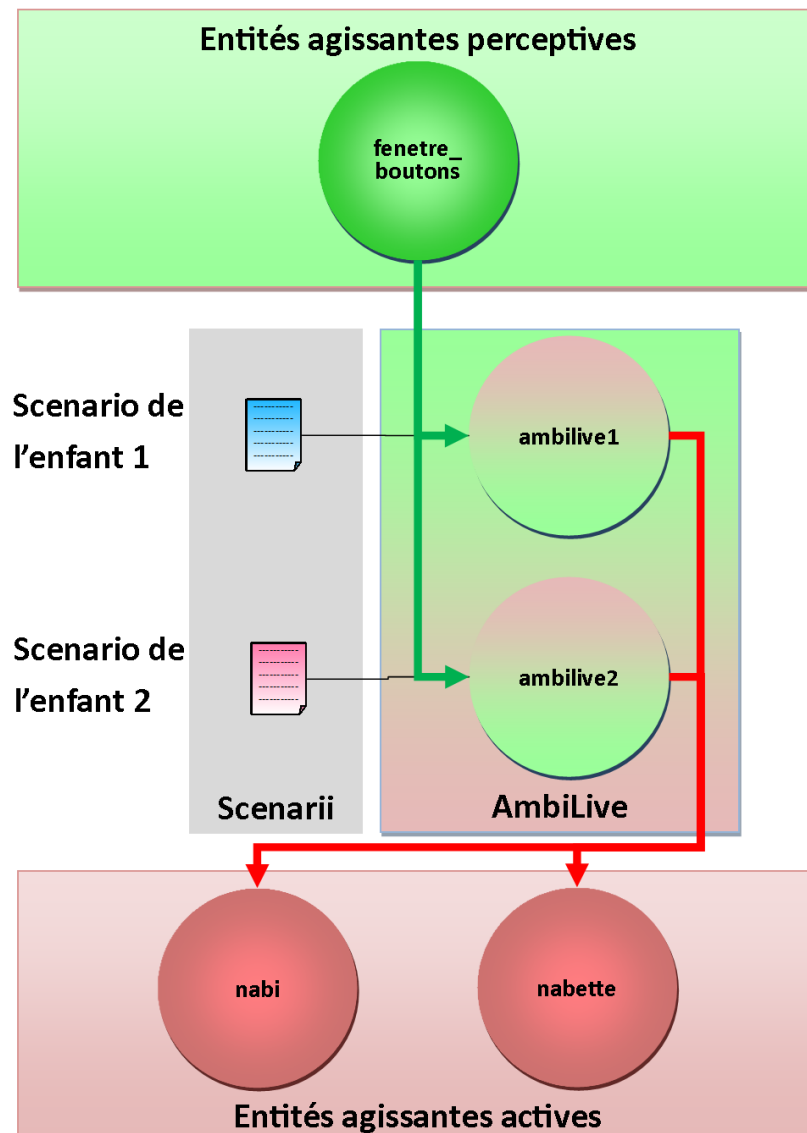 Entités agissantes perceptives
fenetre_
boutons
Scenario de
l’enfant 1
ambilive1
Scenario de
l’enfant 2
ambilive2
Scenarii
AmbiLive
nabi
nabette
Entités agissantes actives